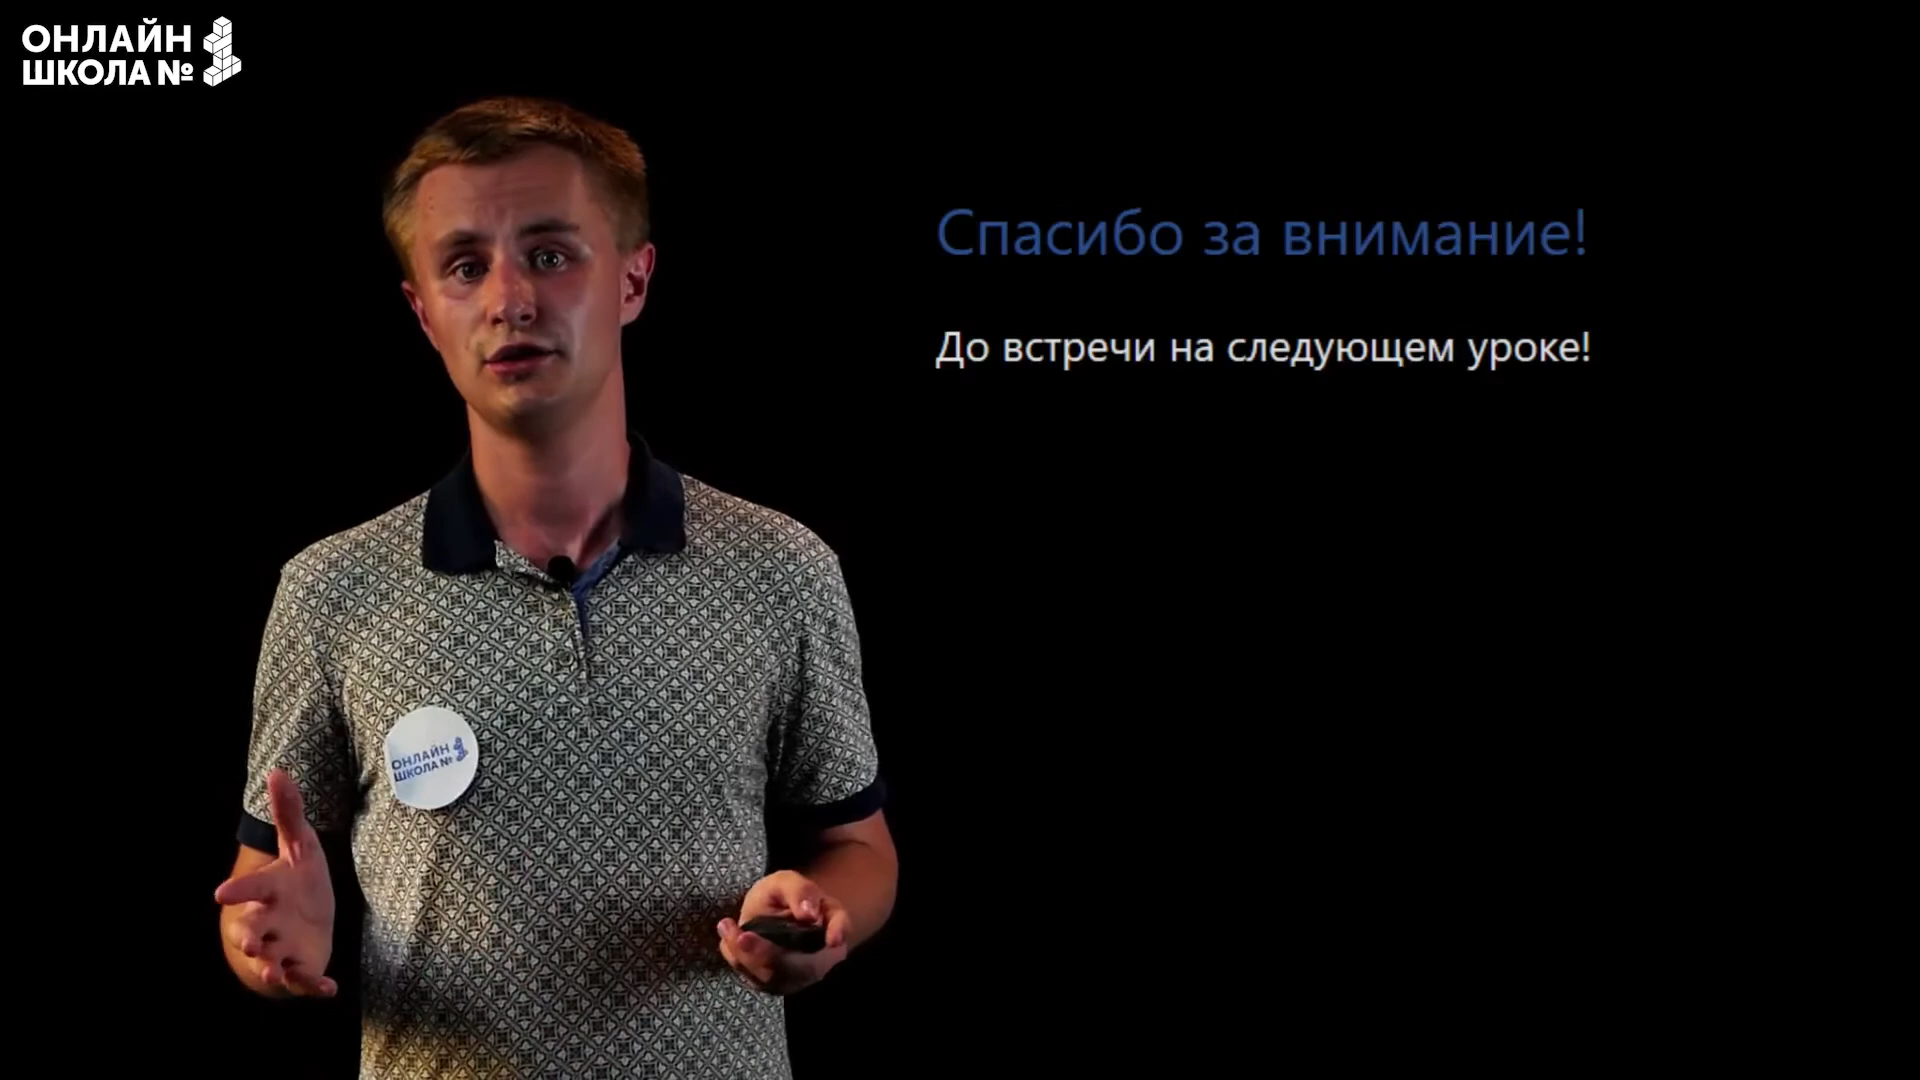 ОНЛАЙН
ШКОЛА №
Спасибо за внимание!
До встречи на следующем уроке!
ОНЛАЙН
ШКОЛА №